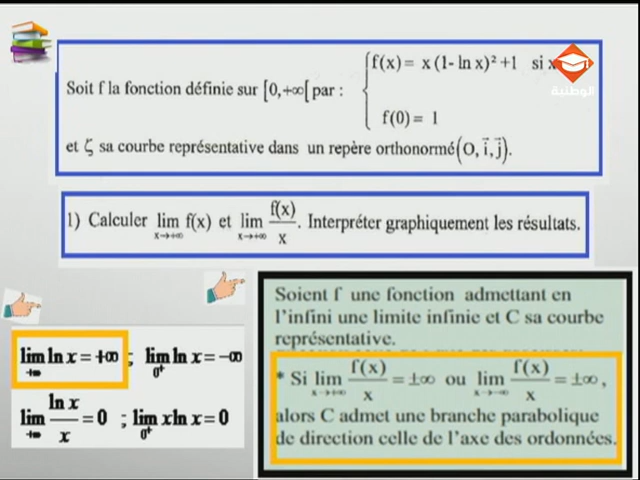 f(x) = x (1- ln x)² +1 si x
Soit f la fonction définie sur [0,+∞[ par :
f(0) = 1
et ζ sa courbe représentative dans un repère orthonormé (O, i⃗, j⃗).
الوطنية
1) Calculer lim x→+∞ f(x) et lim x→+∞ f(x)/x. Interpréter graphiquement les résultats.
lim +∞ ln x = +∞ ; lim 0⁺ ln x = -∞
lim +∞ ln x / x = 0 ; lim 0⁺ x ln x = 0
Soient f une fonction admettant en
l'infini une limite infinie et C sa courbe
représentative.
* Si lim x→+∞ f(x)/x = ±∞ ou lim x→-∞ f(x)/x = ±∞,
alors C admet une branche parabolique
de direction celle de l'axe des ordonnées.